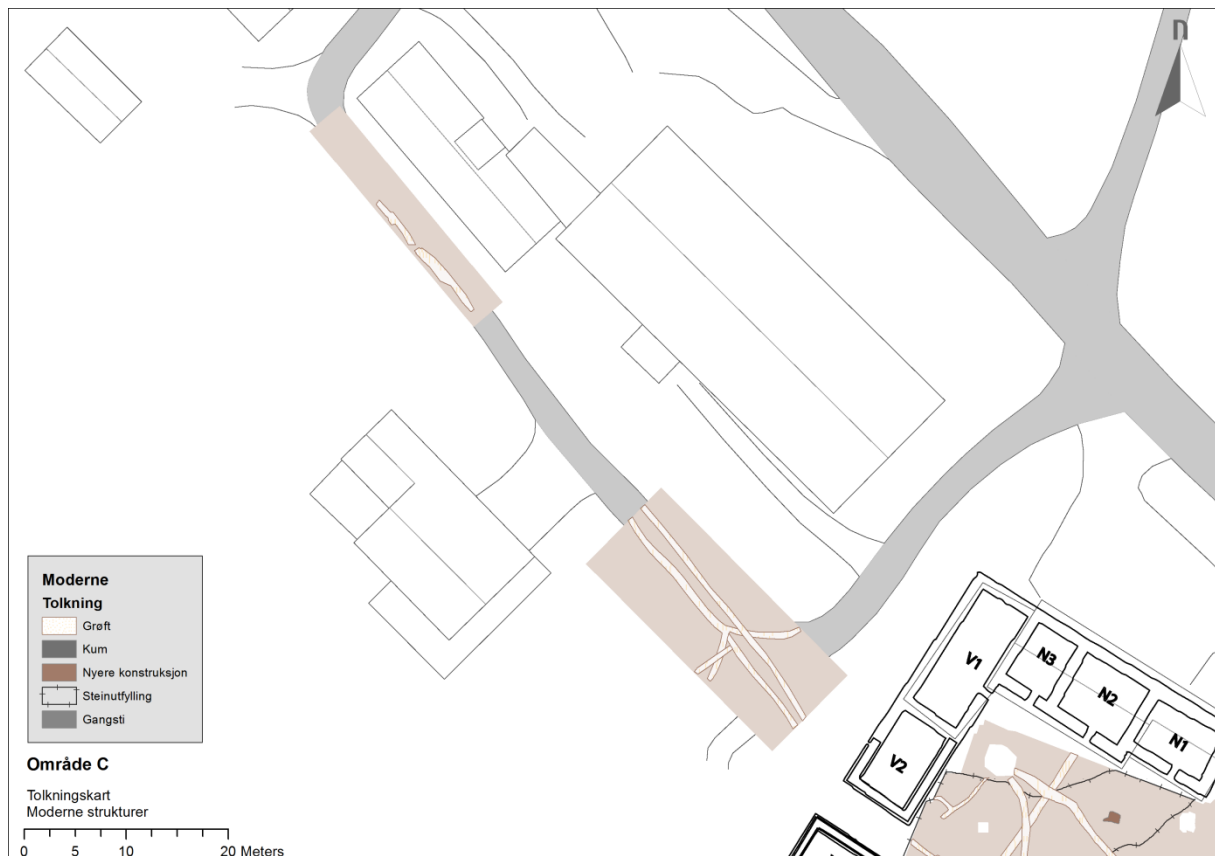 n
V1
N3
N2
N1
V2
Moderne
Tolkning
Grøft
Kum
Nyere konstruksjon
Steinutfylling
Gangsti
Område C
Tolkningskart
Moderne strukturer
0 5 10 20 Meters